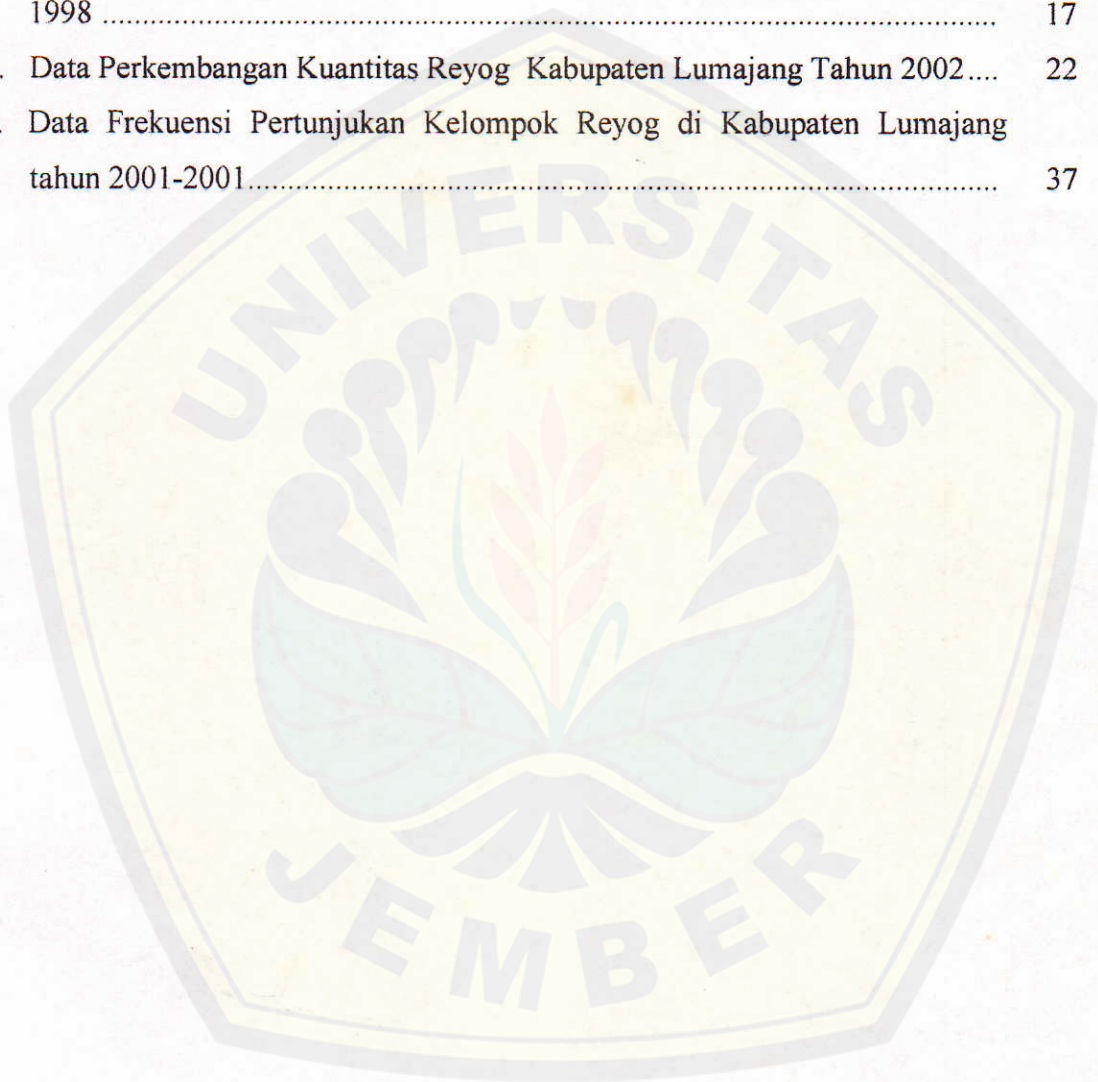 1998 ........................................................................ 17
. Data Perkembangan Kuantitas Reyog Kabupaten Lumajang Tahun 2002.... 22
. Data Frekuensi Pertunjukan Kelompok Reyog di Kabupaten Lumajang
tahun 2001-2001........................................................................ 37
UNIVERSITAS
JEMBER